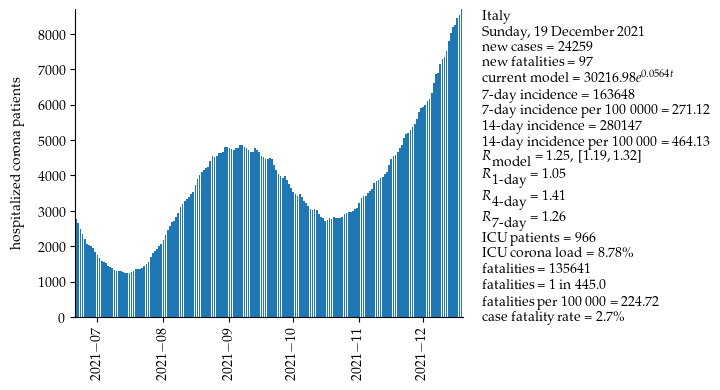 hospitalized corona patients
8000
7000
6000
5000
4000
3000
2000
1000
0
2021−07
2021−08
2021−09
2021−10
2021−11
2021−12
Italy
Sunday, 19 December 2021
new cases = 24259
new fatalities = 97
current model = 30216.98e^0.0564t
7-day incidence = 163648
7-day incidence per 100 0000 = 271.12
14-day incidence = 280147
14-day incidence per 100 000 = 464.13
R_model = 1.25, [1.19, 1.32]
R_1-day = 1.05
R_4-day = 1.41
R_7-day = 1.26
ICU patients = 966
ICU corona load = 8.78%
fatalities = 135641
fatalities = 1 in 445.0
fatalities per 100 000 = 224.72
case fatality rate = 2.7%